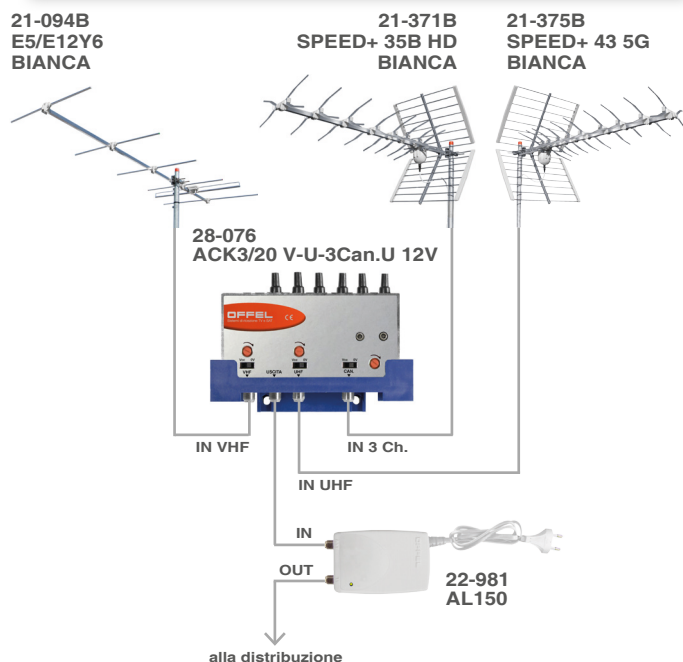 21-094B
E5/E12Y6
BIANCA
21-371B
SPEED+ 35B HD
BIANCA
21-375B
SPEED+ 43 5G
BIANCA
28-076
ACK3/20 V-U-3Can.U 12V
OFFEL
CE
VHF
USCITA
UHF
CAN.
IN VHF
IN 3 Ch.
IN UHF
IN
OUT
22-981
AL150
alla distribuzione